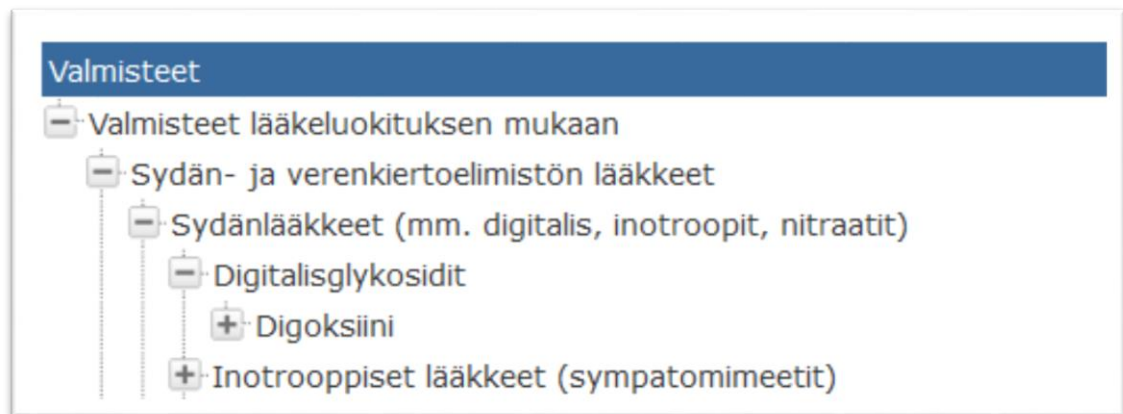 Valmisteet
Valmisteet lääkeluokituksen mukaan
Sydän- ja verenkiertoelimistön lääkkeet
Sydänlääkkeet (mm. digitalis, inotroopit, nitraatit)
Digitalisglykosidit
Digoksiini
Inotrooppiset lääkkeet (sympatomimeetit)